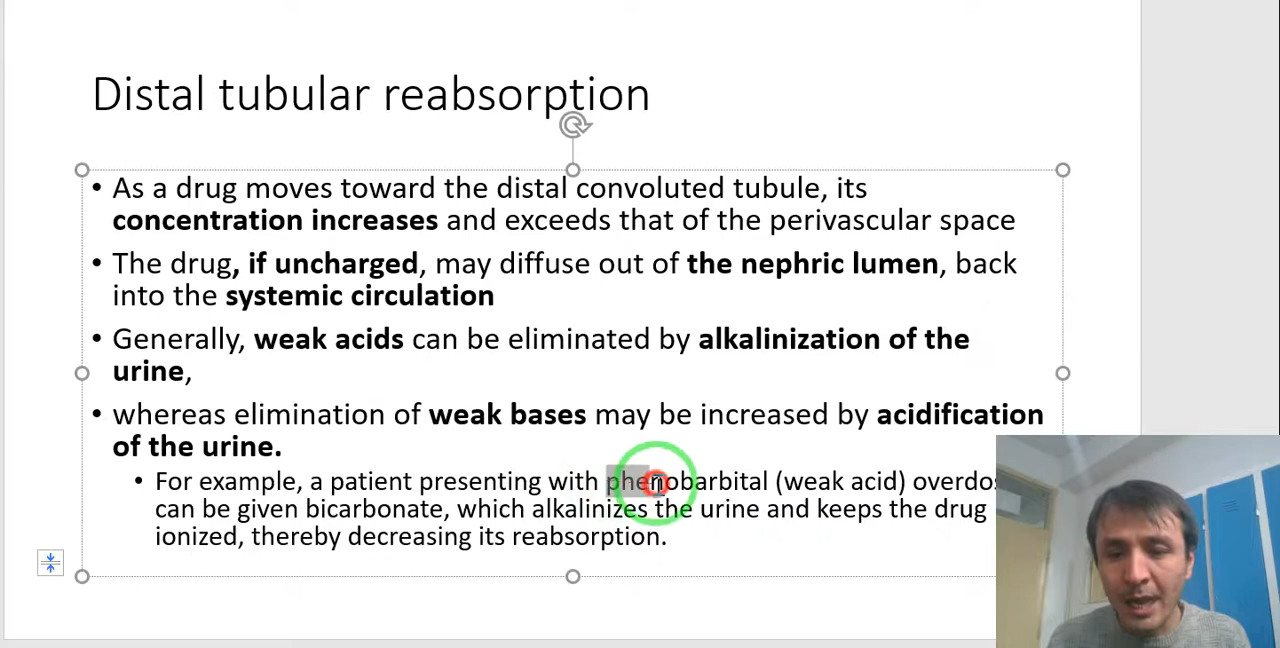 Distal tubular reabsorption
• As a drug moves toward the distal convoluted tubule, its
concentration increases and exceeds that of the perivascular space
• The drug, if uncharged, may diffuse out of the nephric lumen, back
into the systemic circulation
• Generally, weak acids can be eliminated by alkalinization of the
urine,
• whereas elimination of weak bases may be increased by acidification
of the urine.
• For example, a patient presenting with phenobarbital (weak acid)
can be given bicarbonate, which alkalinizes the urine and keeps the drug
ionized, thereby decreasing its reabsorption.